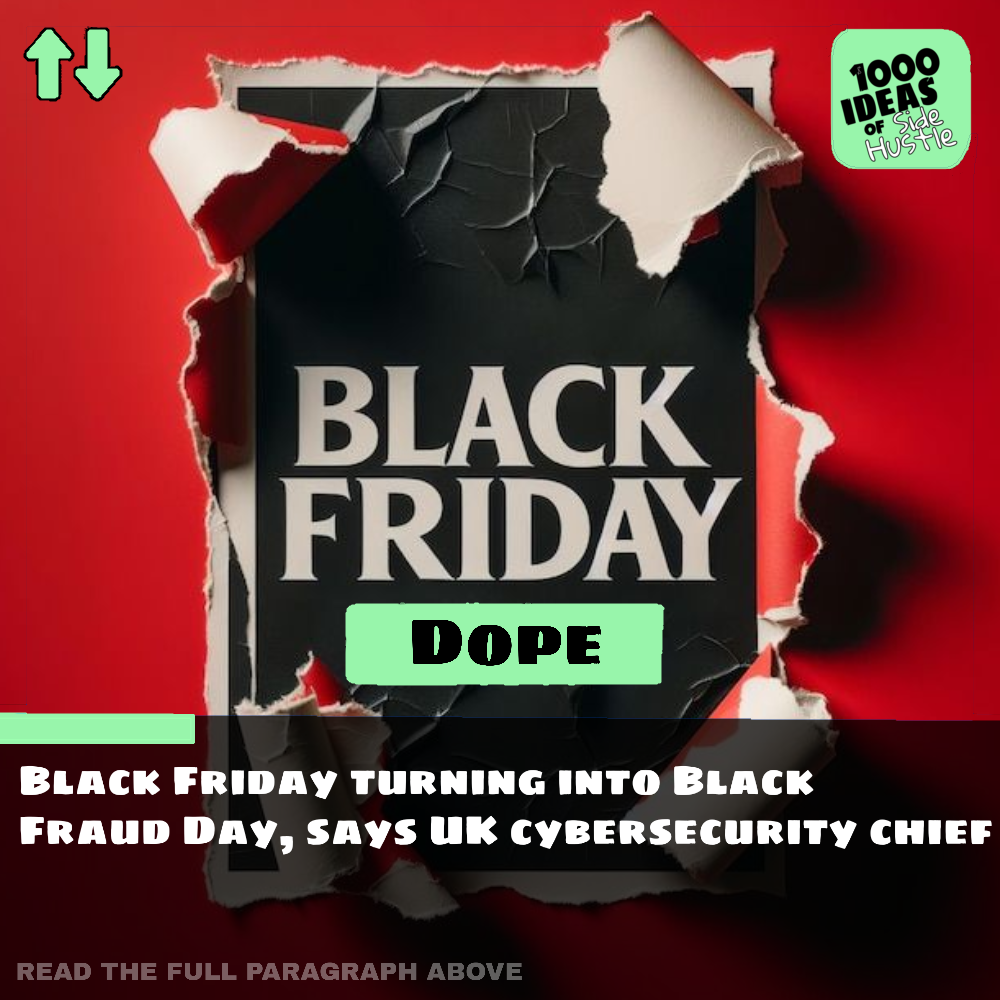 1000
IDEAS
OF Side
Hustle
BLACK
FRIDAY
DOPE
BLACK FRIDAY TURNING INTO BLACK
FRAUD DAY, SAYS UK CYBERSECURITY CHIEF
READ THE FULL PARAGRAPH ABOVE